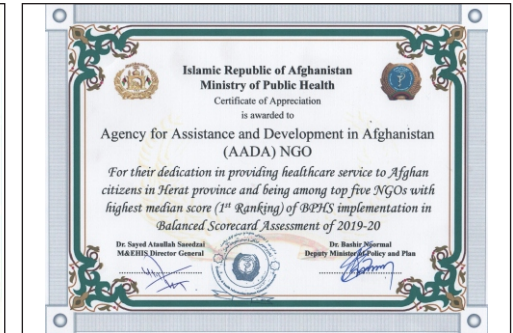 Islamic Republic of Afghanistan
Ministry of Public Health
Certificate of Appreciation
is awarded to
Agency for Assistance and Development in Afghanistan
(AADA) NGO
For their dedication in providing healthcare service to Afghan
citizens in Herat province and being among top five NGOs with
highest median score (1st Ranking) of BPHS implementation in
Balanced Scorecard Assessment of 2019-20
Dr. Sayed Ataullah Saeedzai
M&EHIS Director General
Dr. Bashir Noormal
Deputy Minister of Policy and Plan